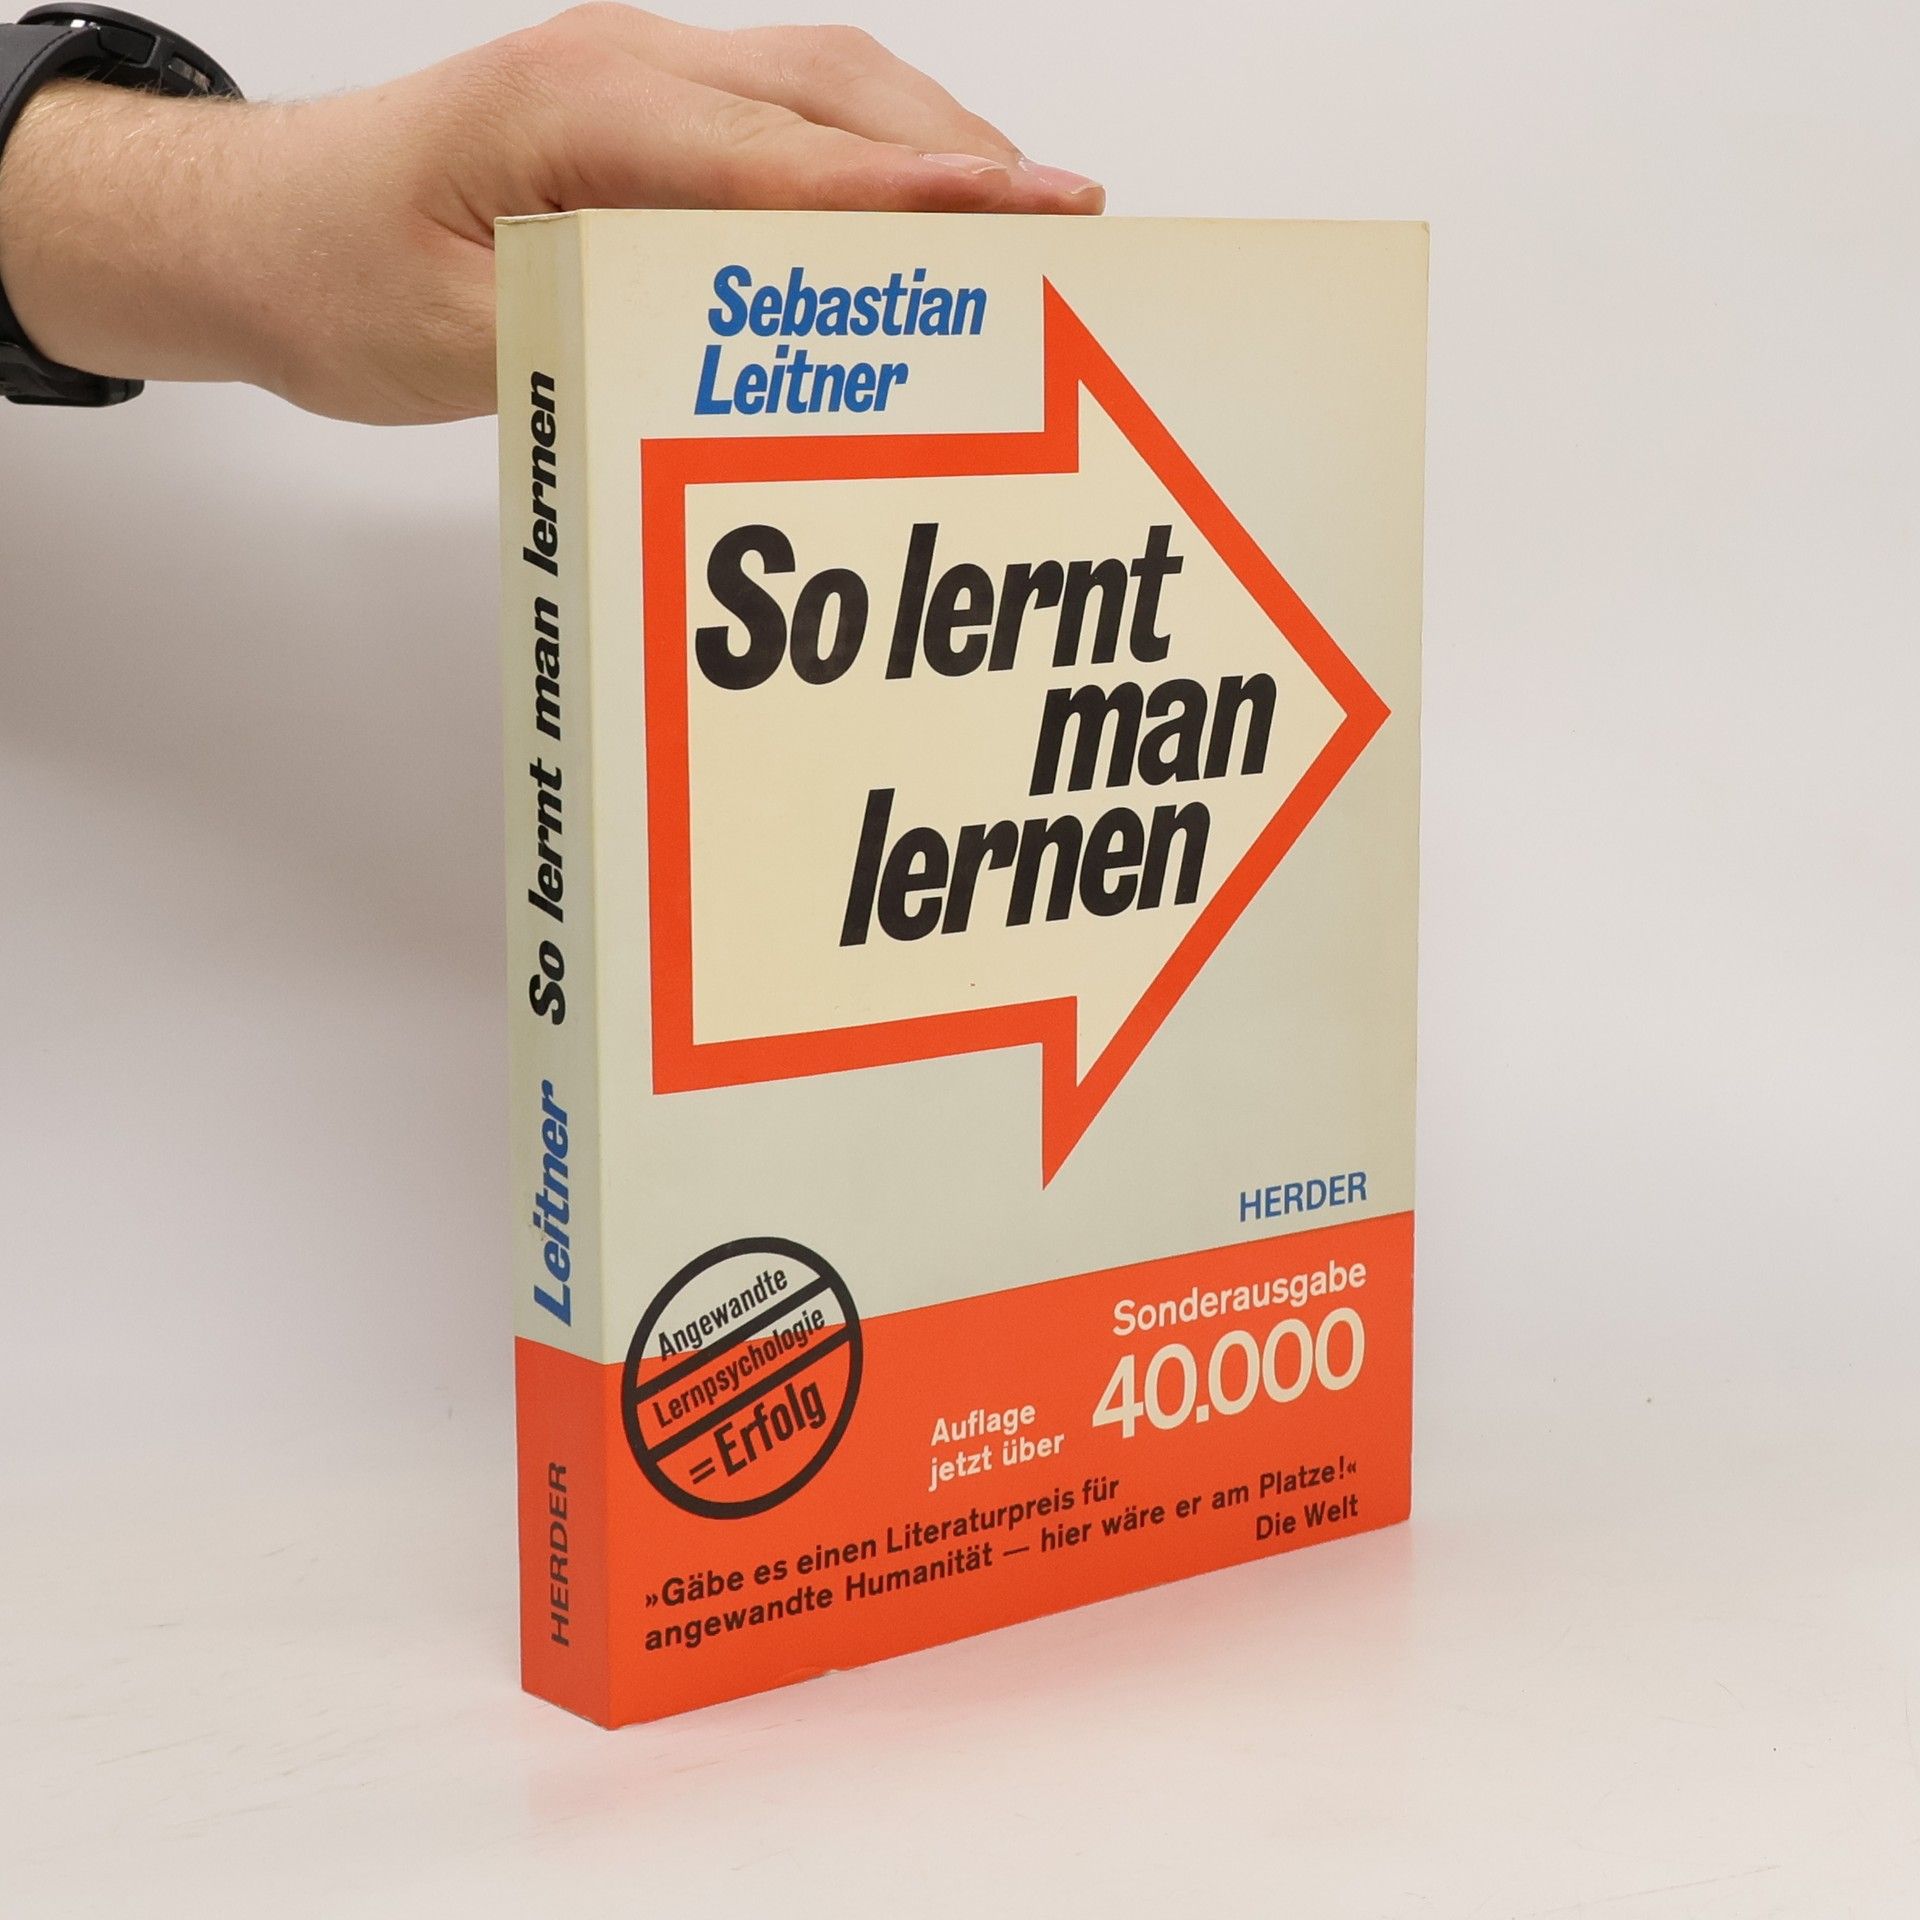 Sebastian
Leitner
So lernt
man
lernen
HERDER
Sonderausgabe
Auflage
jetzt über
40.000
Angewandte
Lernpsychologie
=Erfolg
»Gäbe es einen Literaturpreis für
angewandte Humanität — hier wäre er am Platze!«
Die Welt
Leitner So lernt man lernen
HERDER